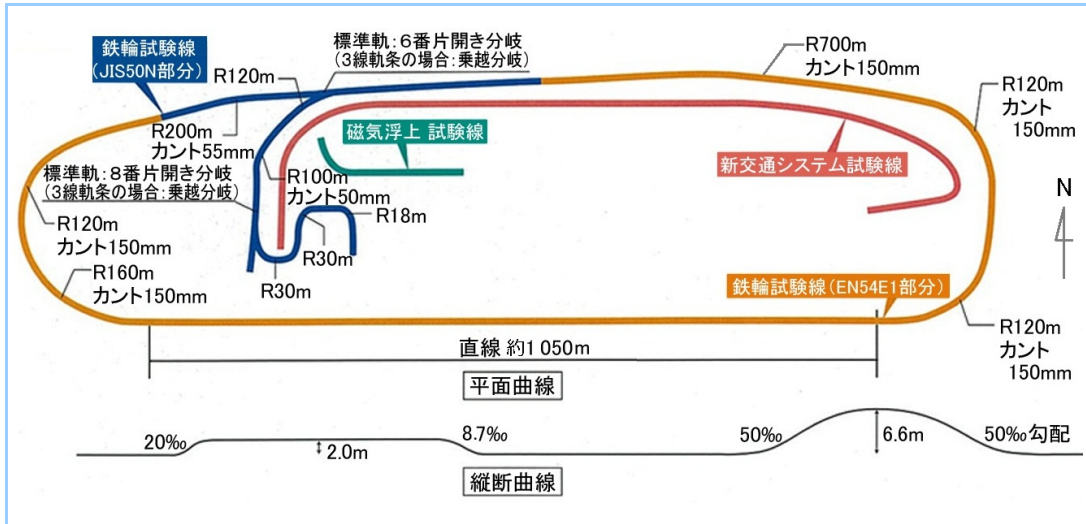 鉄輪試験線
(JIS50N部分)
標準軌:6番片開き分岐
(3線軌条の場合:乗越分岐)
R120m
R700m
カント150mm
R120m
カント
150mm
R200m
カント55mm
磁気浮上 試験線
新交通システム試験線
標準軌:8番片開き分岐
(3線軌条の場合:乗越分岐)
R100m
カント50mm
R18m
R30m
R30m
R120m
カント150mm
R160m
カント150mm
N
鉄輪試験線(EN54E1部分)
R120m
カント
150mm
直線 約1050m
平面曲線
20‰
2.0m
8.7‰
50‰
6.6m
50‰勾配
縦断曲線